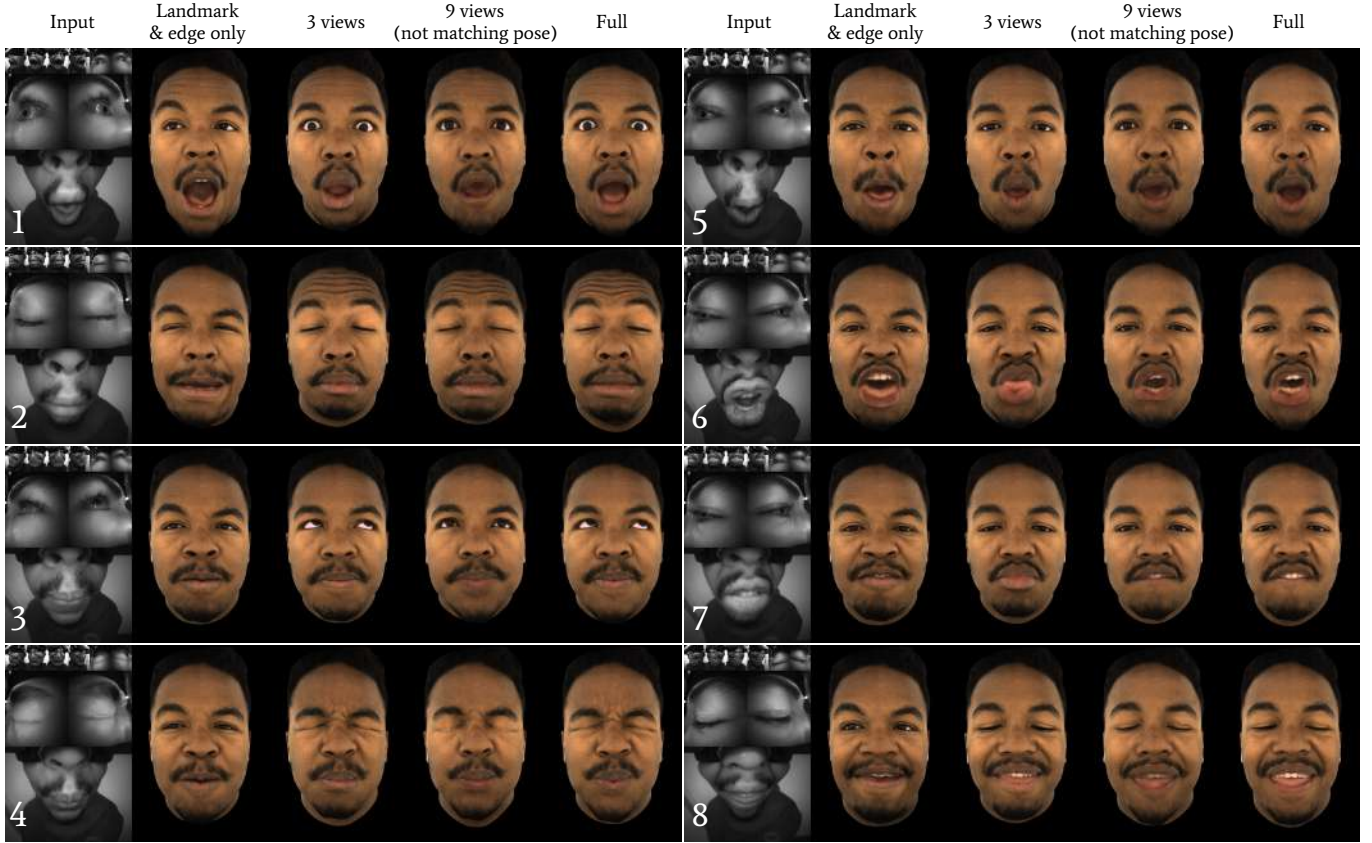 Input
Landmark
& edge only
3 views
9 views
(not matching pose)
Full
Input
Landmark
& edge only
3 views
9 views
(not matching pose)
Full
1
5
2
6
3
7
4
8